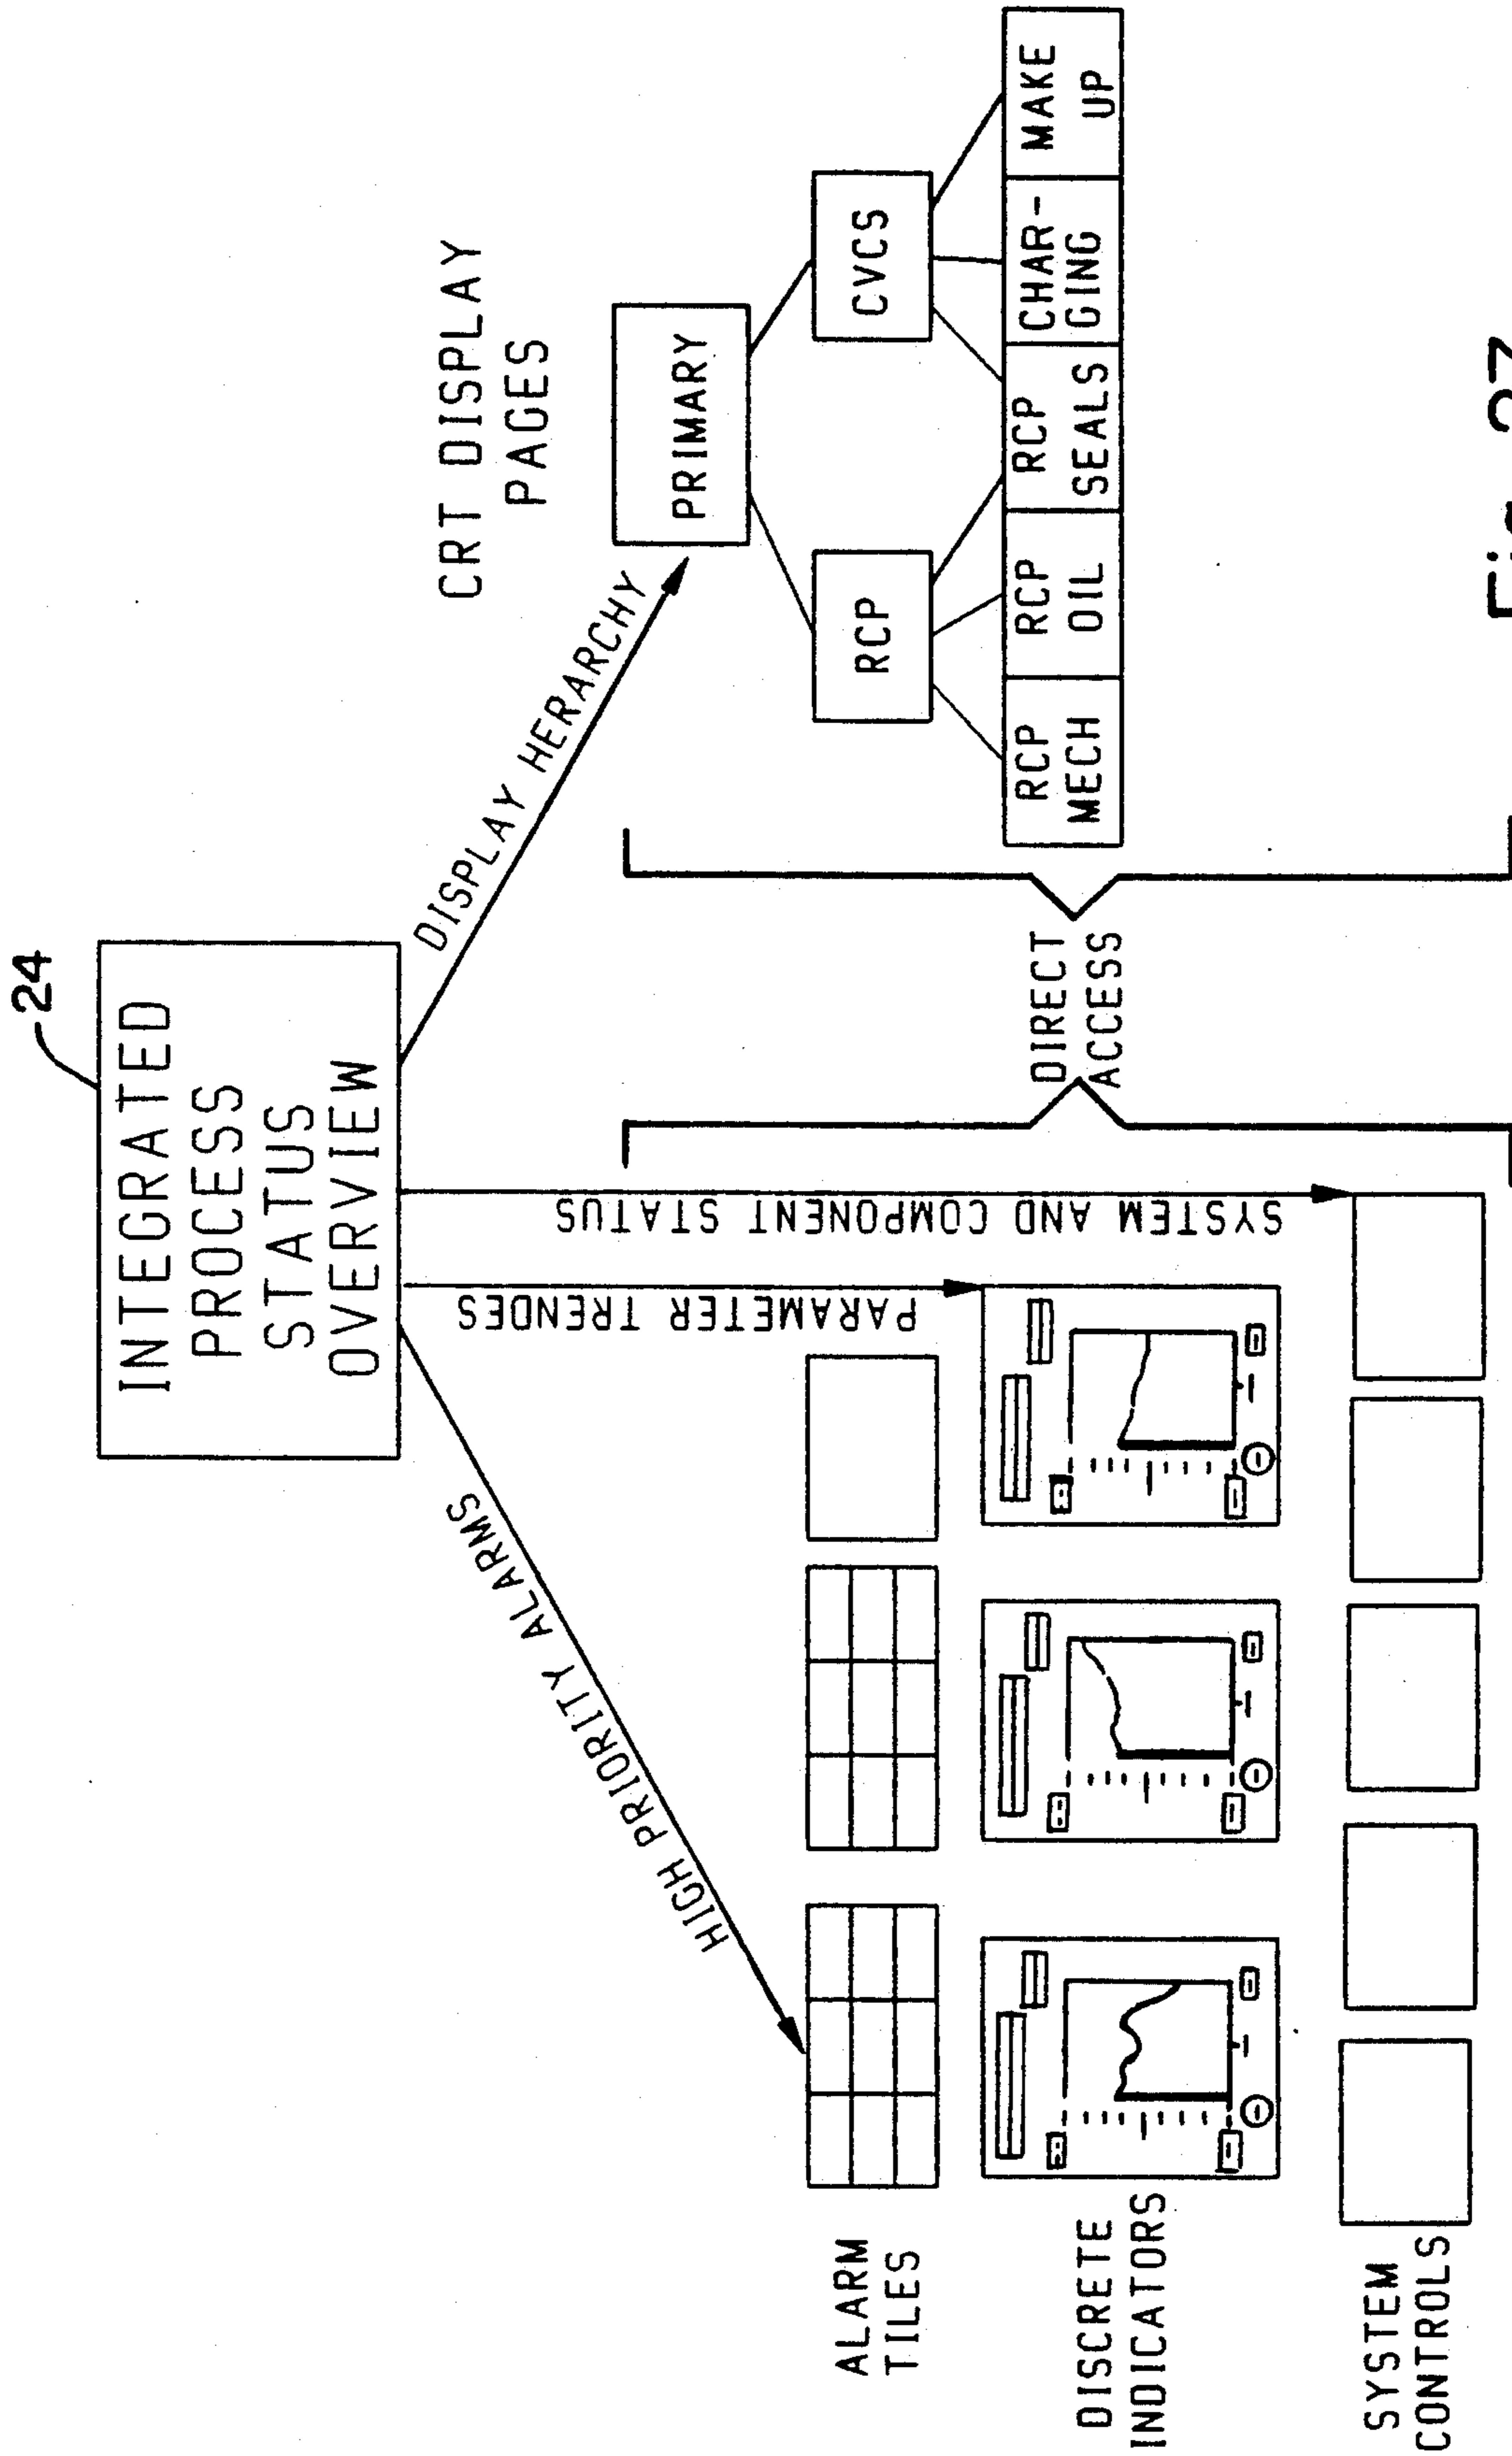 24
INTEGRATED
PROCESS
STATUS
OVERVIEW
HIGH PRIORITY ALARMS
PARAMETER TRENDES
SYSTEM AND COMPONENT STATUS
DISPLAY HERARCHY
CRT DISPLAY
PAGES
PRIMARY
RCP
CVCS
RCP
MECH
RCP
OIL
RCP
SEALS
CHAR-
GING
MAKE
UP
DIRECT
ACCESS
ALARM
TILES
DISCRETE
INDICATORS
SYSTEM
CONTROLS
Fig. 27